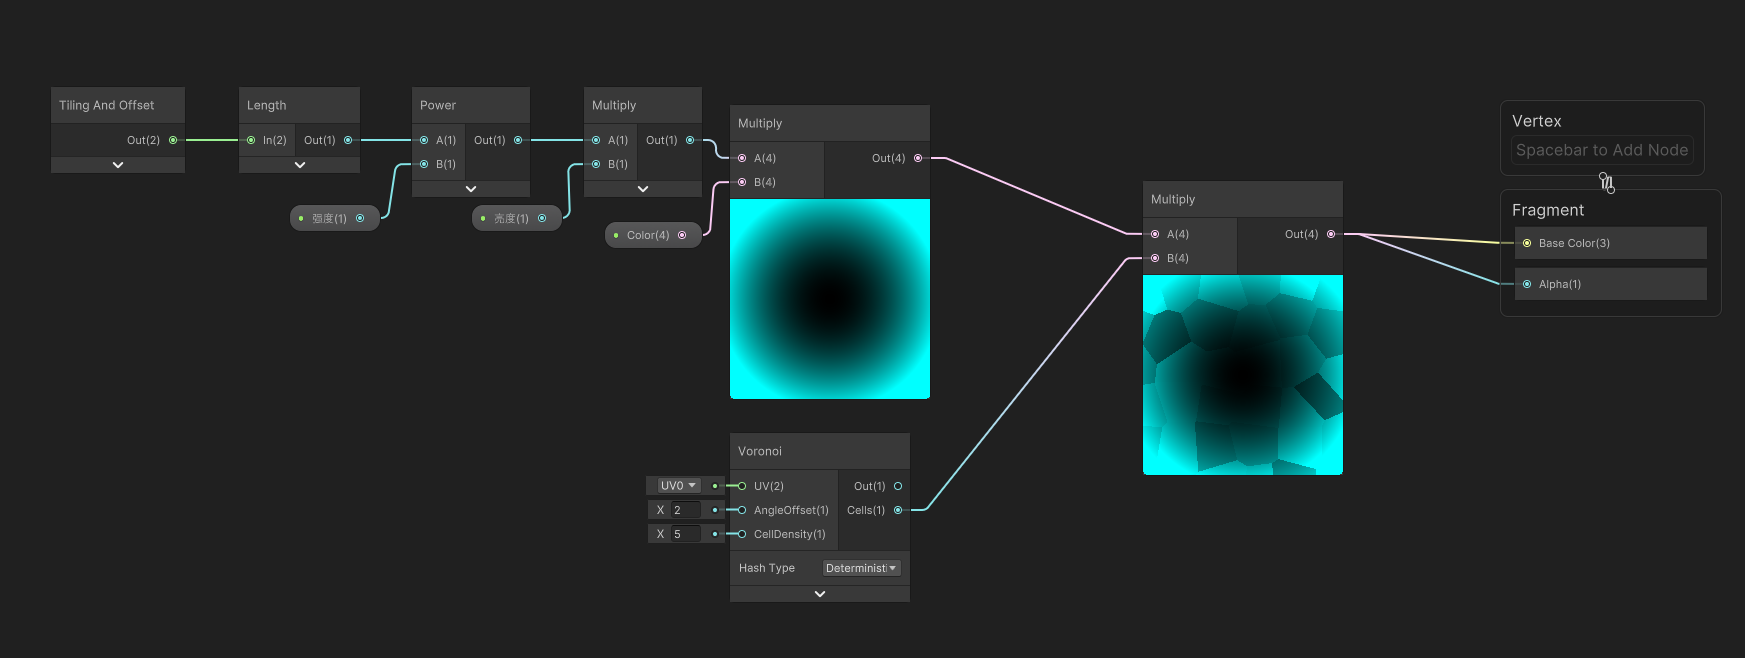 Tiling And Offset
Out(2)
Length
In(2) Out(1)
Power
A(1) Out(1)
B(1)
强度(1)
Multiply
A(1) Out(1)
B(1)
亮度(1)
Multiply
A(4) Out(4)
B(4)
Color(4)
Voronoi
UV0 UV(2) Out(1)
X 2 AngleOffset(1) Cells(1)
X 5 CellDensity(1)
Hash Type Determinist
Multiply
A(4) Out(4)
B(4)
Vertex
Spacebar to Add Node
Fragment
Base Color(3)
Alpha(1)